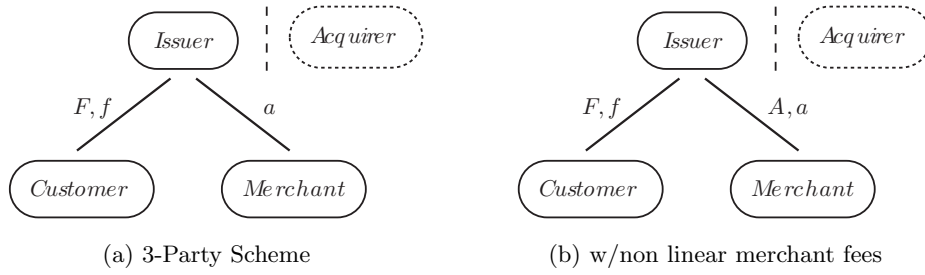 Issuer Acquirer Issuer Acquirer
F, f a F, f A, a
Customer Merchant Customer Merchant
(a) 3-Party Scheme (b) w/non linear merchant fees